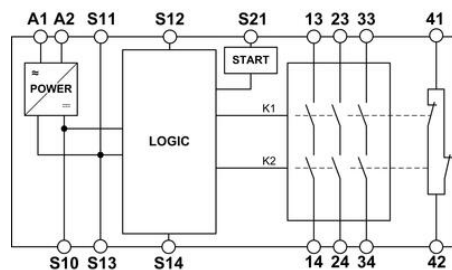 A1 A2 S11 S12 S21 13 23 33 41
START
POWER
K1
LOGIC
K2
S10 S13 S14 14 24 34 42